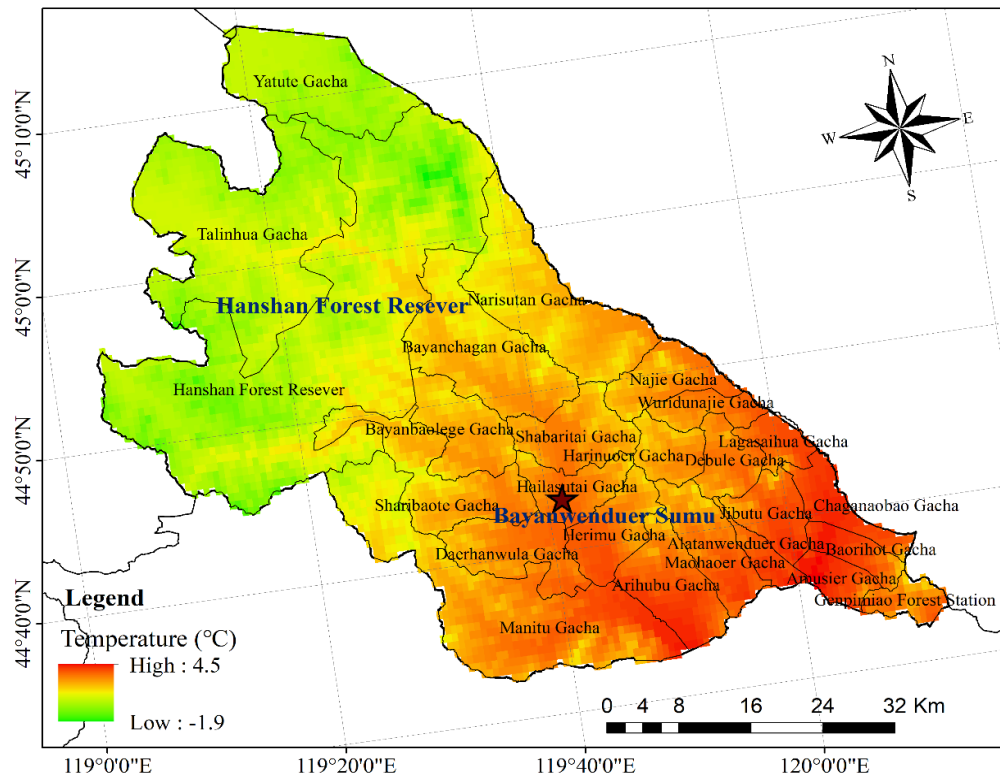 N
W
E
S
Yatute Gacha
45°10'0"N
Talinhua Gacha
45°0'0"N
Narisutan Gacha
Hanshan Forest Resever
Bayanchagan Gacha
Najie Gacha
Hanshan Forest Resever
Wuridunajie Gacha
Bayanbaolege Gacha
Shabaritai Gacha
Lagasaihua Gacha
44°50'0"N
Harinuoer Gacha
Debule Gacha
Hailasutai Gacha
Sharibaote Gacha
Chaganaobao Gacha
Bayanwenduer Sumu
Jibutu Gacha
Herimu Gacha
Alatanwenduer Gacha
Baorihot Gacha
Daerhanwula Gacha
Maohaoer Gacha
Amusier Gacha
Arihubu Gacha
Genpimiao Forest Station
44°40'0"N
Manitu Gacha
Legend
Temperature (°C)
High : 4.5
Low : -1.9
0 4 8 16 24 32 Km
119°0'0"E 119°20'0"E 119°40'0"E 120°0'0"E